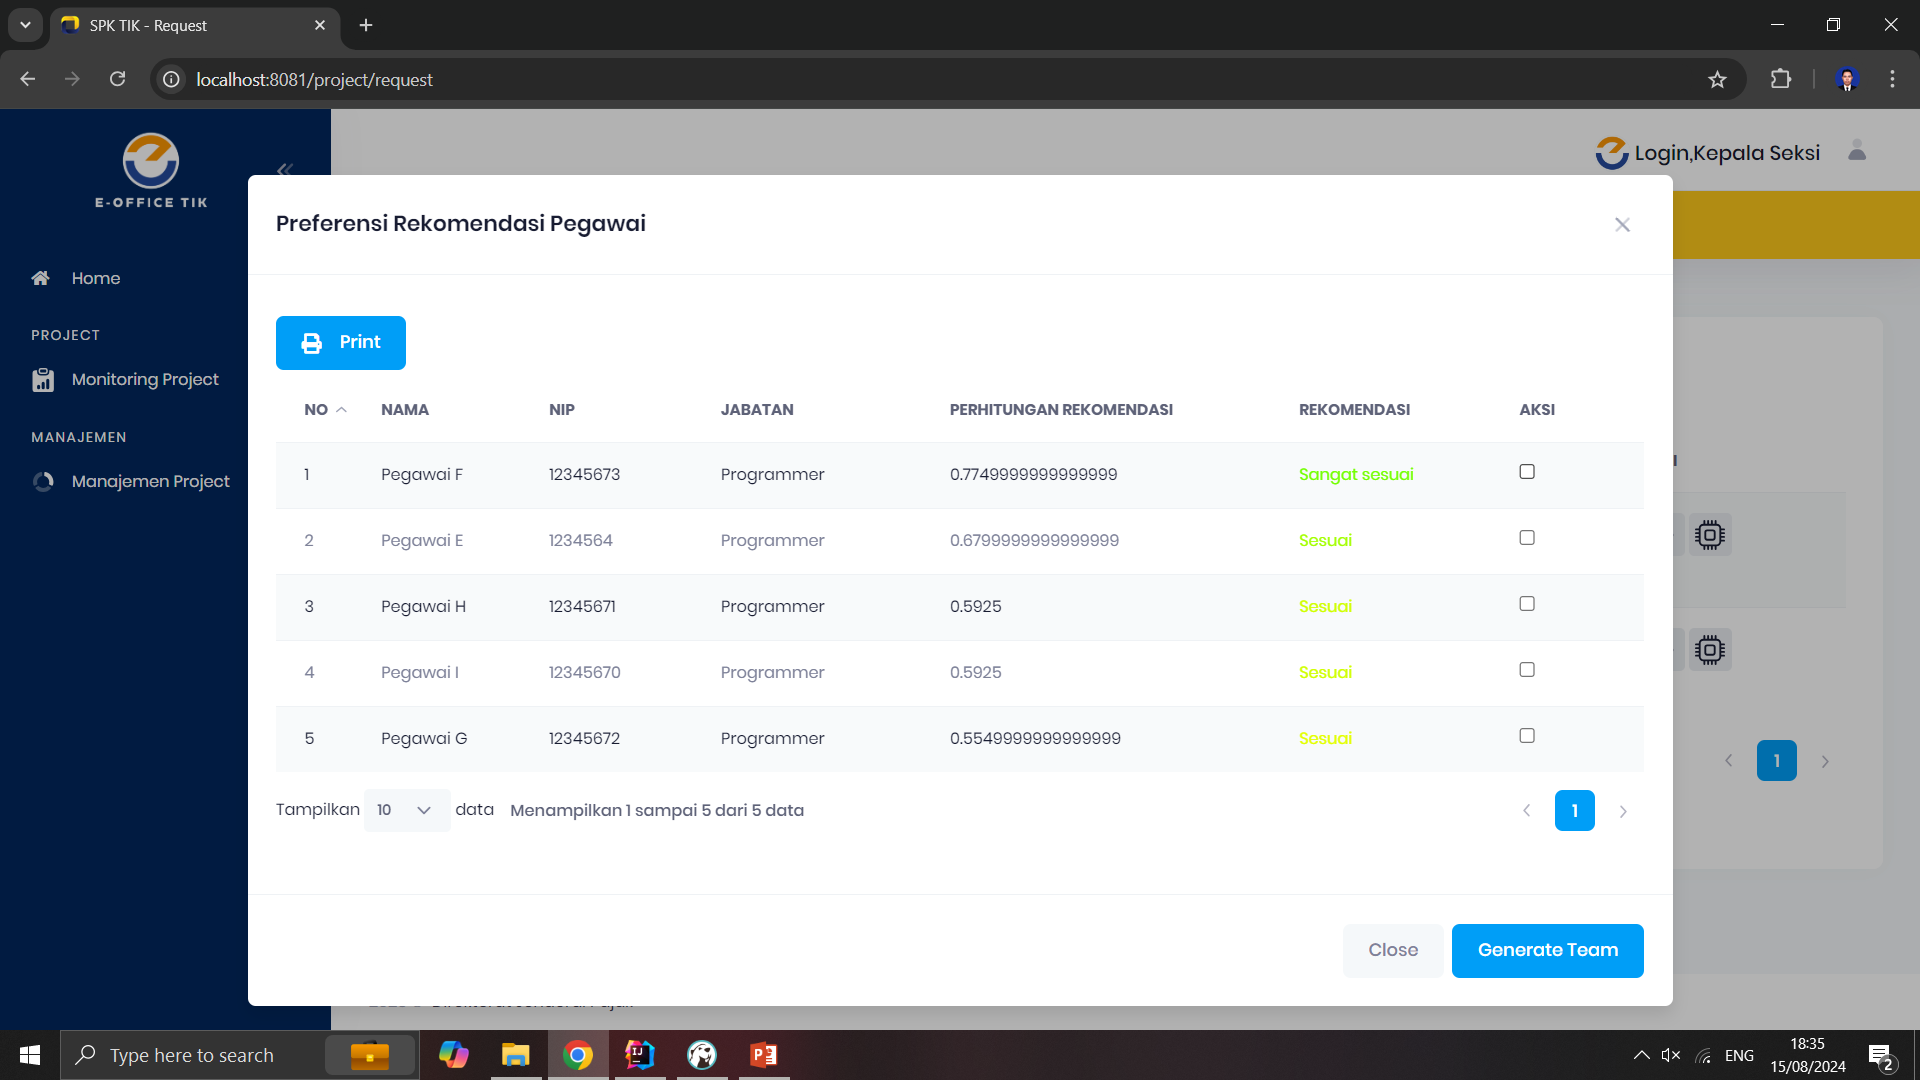 SPK TIK - Request
localhost:8081/project/request
E-OFFICE TIK
Login,Kepala Seksi
Home
PROJECT
Monitoring Project
MANAJEMEN
Manajemen Project
Preferensi Rekomendasi Pegawai
Print
NO NAMA NIP JABATAN PERHITUNGAN REKOMENDASI REKOMENDASI AKSI
1 Pegawai F 12345673 Programmer 0.7749999999999999 Sangat sesuai
2 Pegawai E 1234564 Programmer 0.6799999999999999 Sesuai
3 Pegawai H 12345671 Programmer 0.5925 Sesuai
4 Pegawai I 12345670 Programmer 0.5925 Sesuai
5 Pegawai G 12345672 Programmer 0.5549999999999999 Sesuai
Tampilkan 10 data Menampilkan 1 sampai 5 dari 5 data
1
1
Close
Generate Team
Type here to search
ENG
18:35
15/08/2024
2